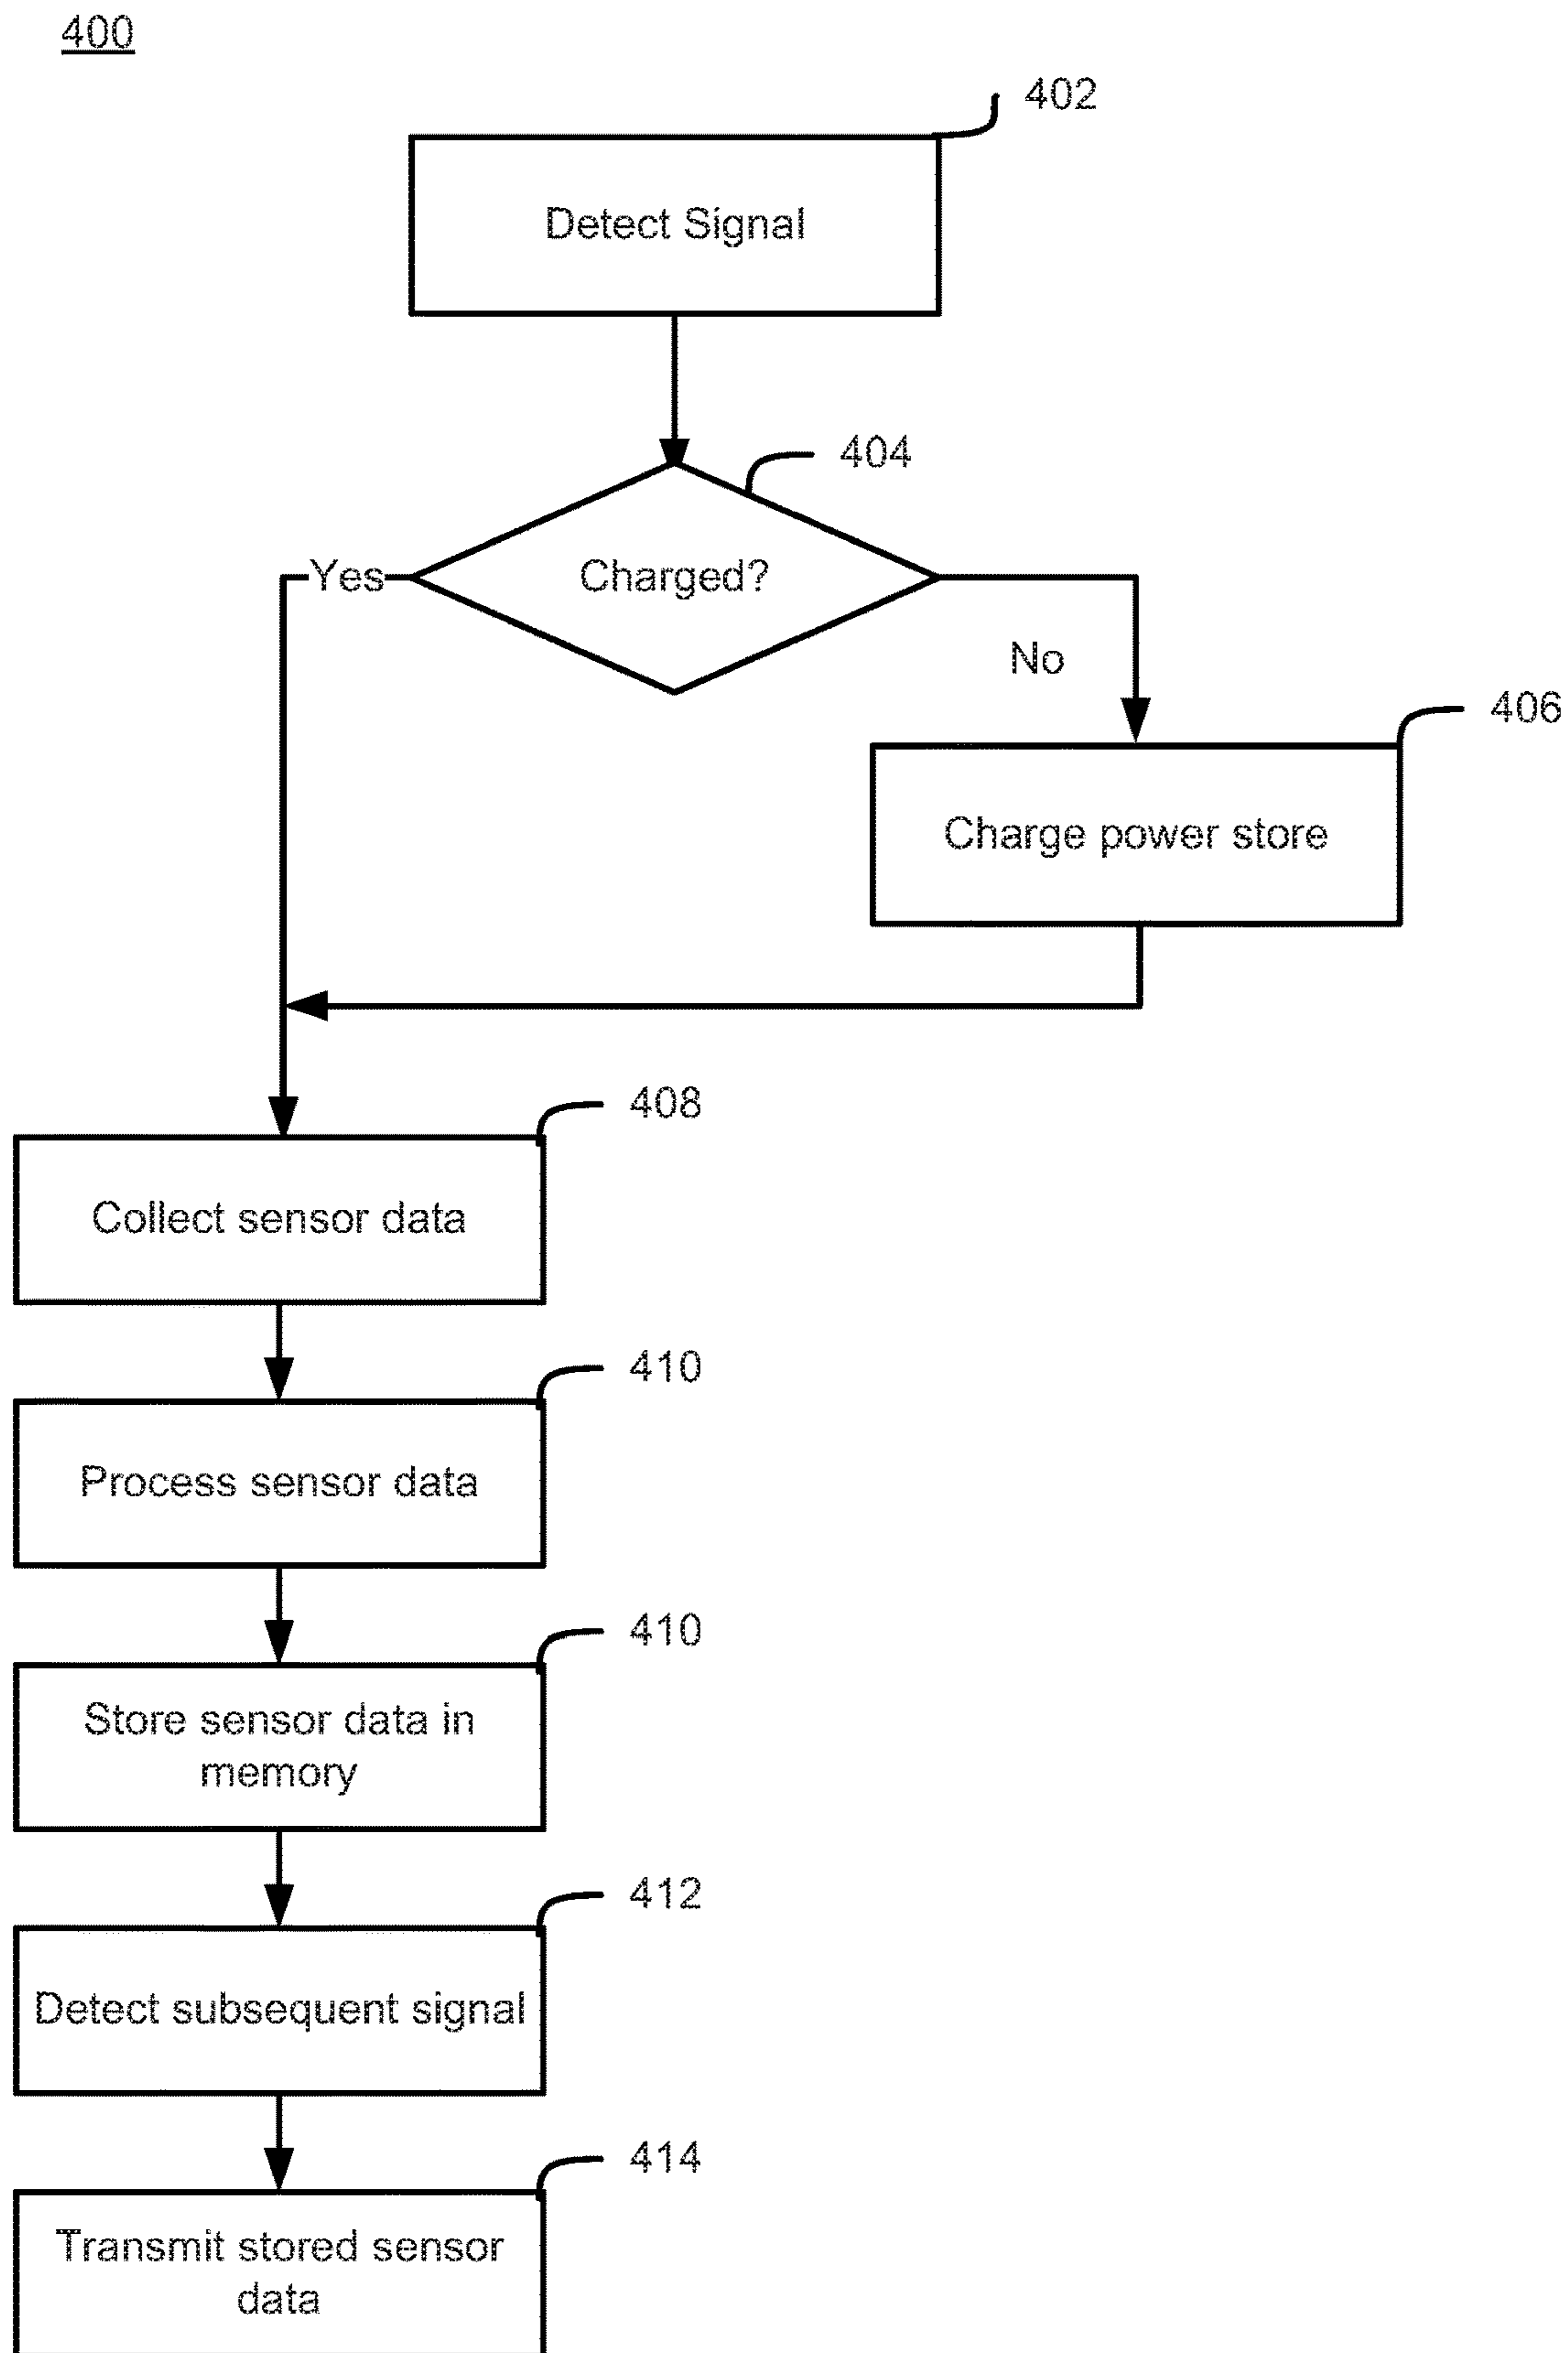 400
402
Detect Signal
404
Yes
Charged?
No
406
Charge power store
408
Collect sensor data
410
Process sensor data
410
Store sensor data in
memory
412
Detect subsequent signal
414
Transmit stored sensor
data